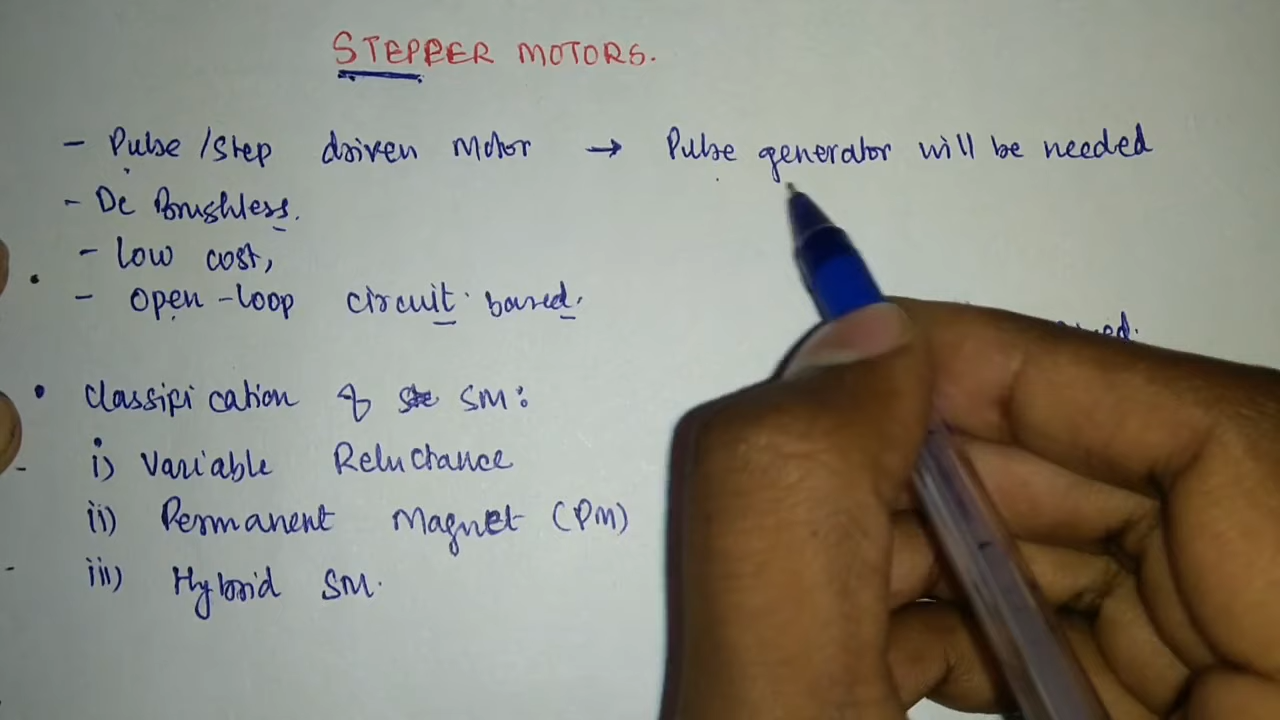 STEPPER MOTORS.
- Pulse /Step driven Motor → Pulse generator will be needed
- Dc Brushless.
- Low cost,
- Open-loop circuit based.
• Classification of SM:
i) Variable Reluctance
ii) Permanent Magnet (PM)
iii) Hybrid SM.